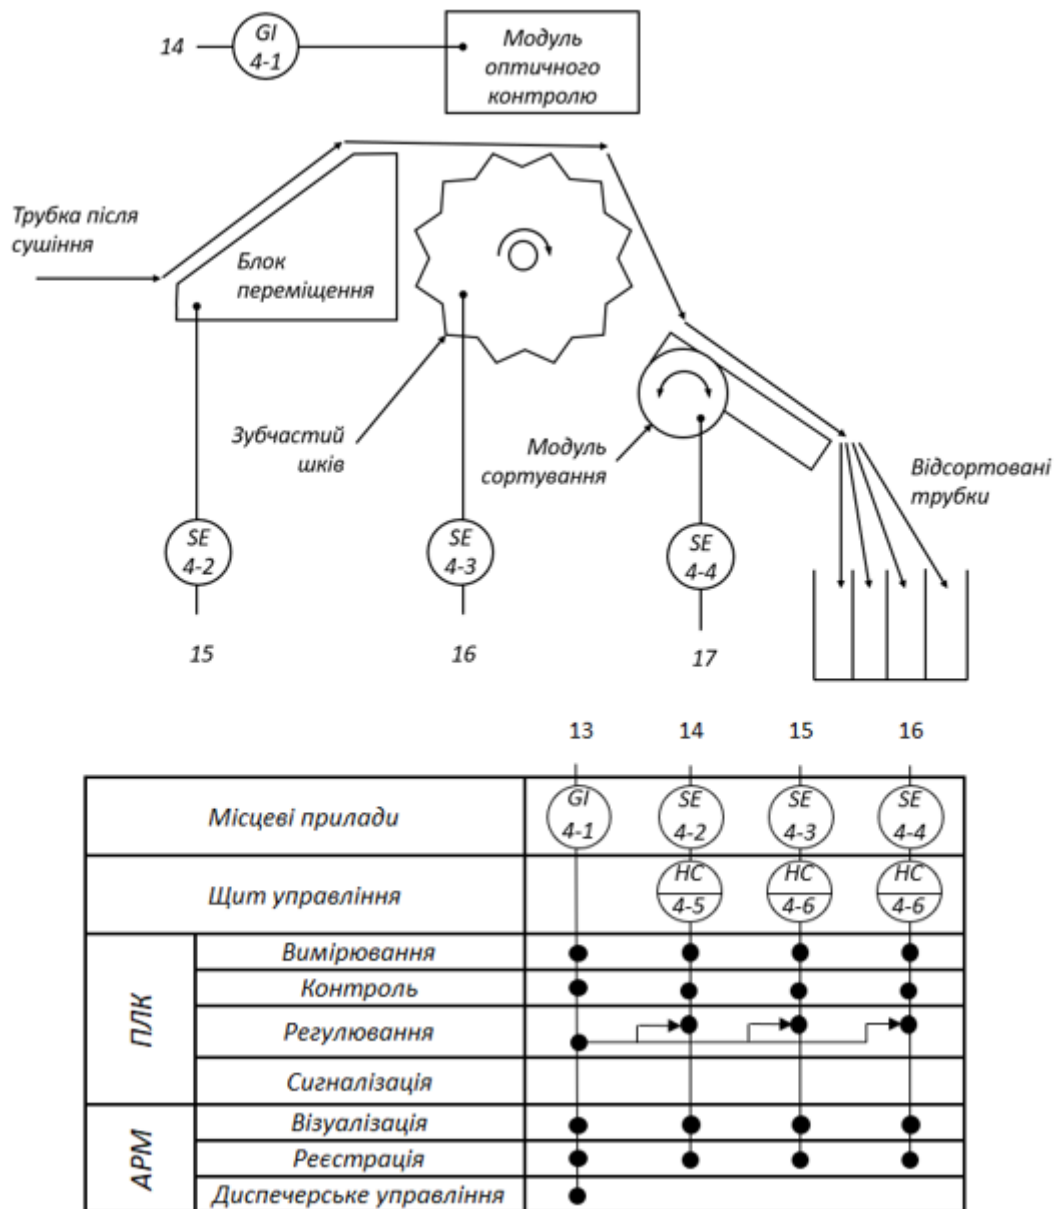 14
GI
4-1
Модуль
оптичного
контролю
Трубка після
сушіння
Блок
переміщення
Зубчастий
шків
Модуль
сортування
Відсортовані
трубки
SE
4-2
SE
4-3
SE
4-4
15
16
17
13 14 15 16
Місцеві прилади
GI
4-1
SE
4-2
SE
4-3
SE
4-4
Щит управління
HC
4-5
HC
4-6
HC
4-6
ПЛК
Вимірювання
Контроль
Регулювання
Сигналізація
АРМ
Візуалізація
Реєстрація
Диспечерське управління